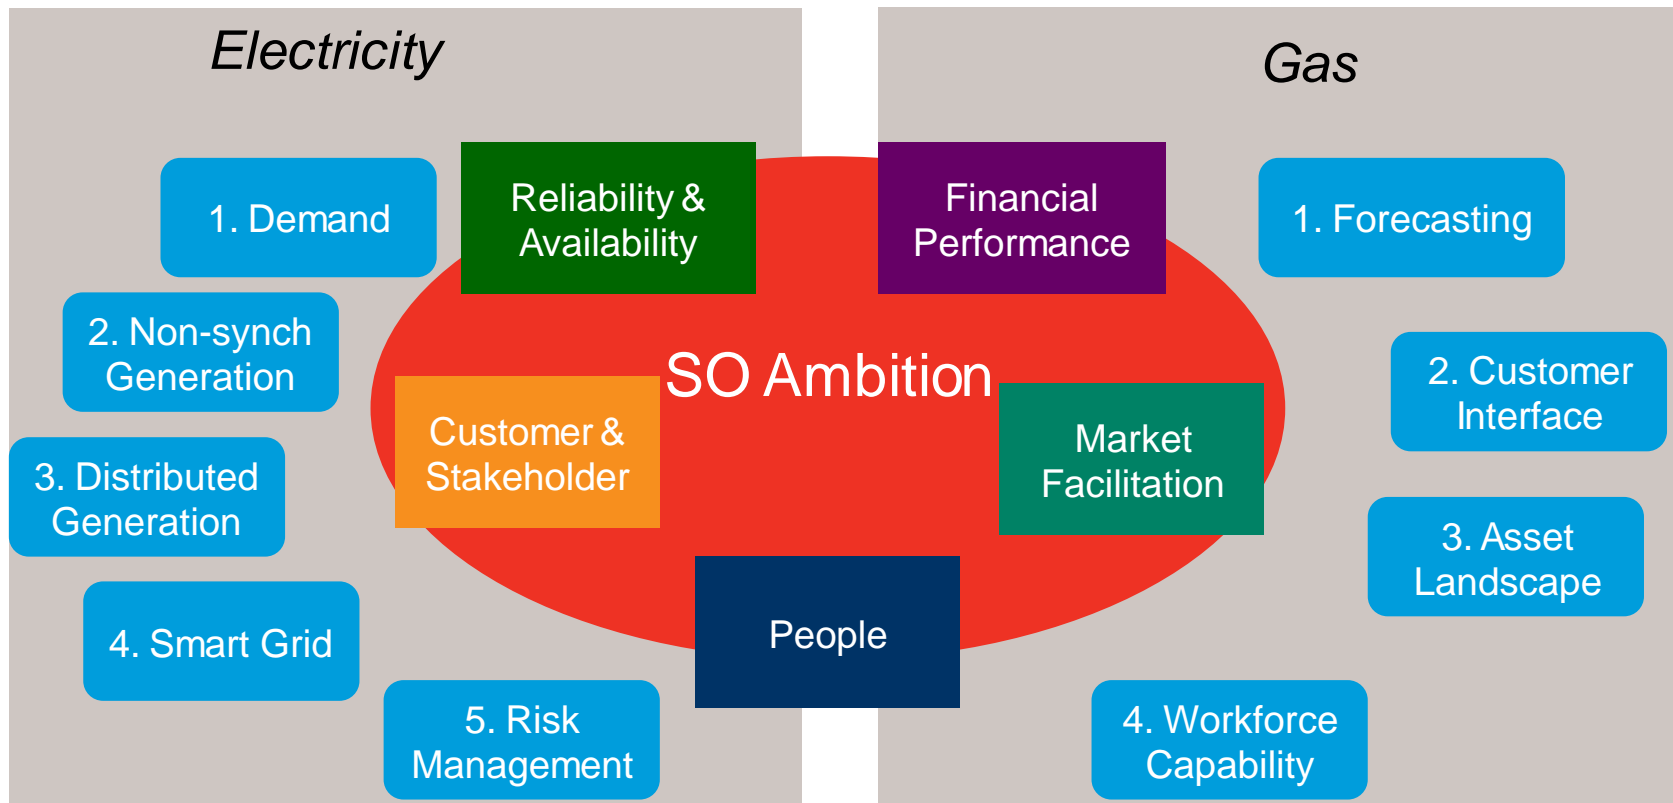 Electricity
Gas
1. Demand
Reliability &
Availability
Financial
Performance
1. Forecasting
2. Non-synch
Generation
SO Ambition
2. Customer
Interface
Customer &
Stakeholder
Market
Facilitation
3. Distributed
Generation
3. Asset
Landscape
4. Smart Grid
People
5. Risk
Management
4. Workforce
Capability